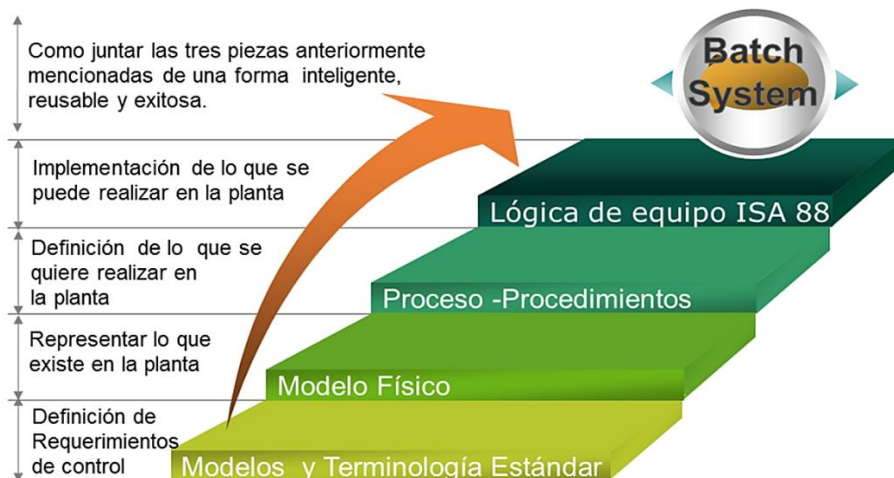 Como juntar las tres piezas anteriormente
mencionadas de una forma inteligente,
reusable y exitosa.
Batch
System
Implementación de lo que se
puede realizar en la planta
Lógica de equipo ISA 88
Definición de lo que se
quiere realizar en
la planta
Proceso -Procedimientos
Representar lo que
existe en la planta
Modelo Físico
Definición de
Requerimientos
de control
Modelos y Terminología Estándar